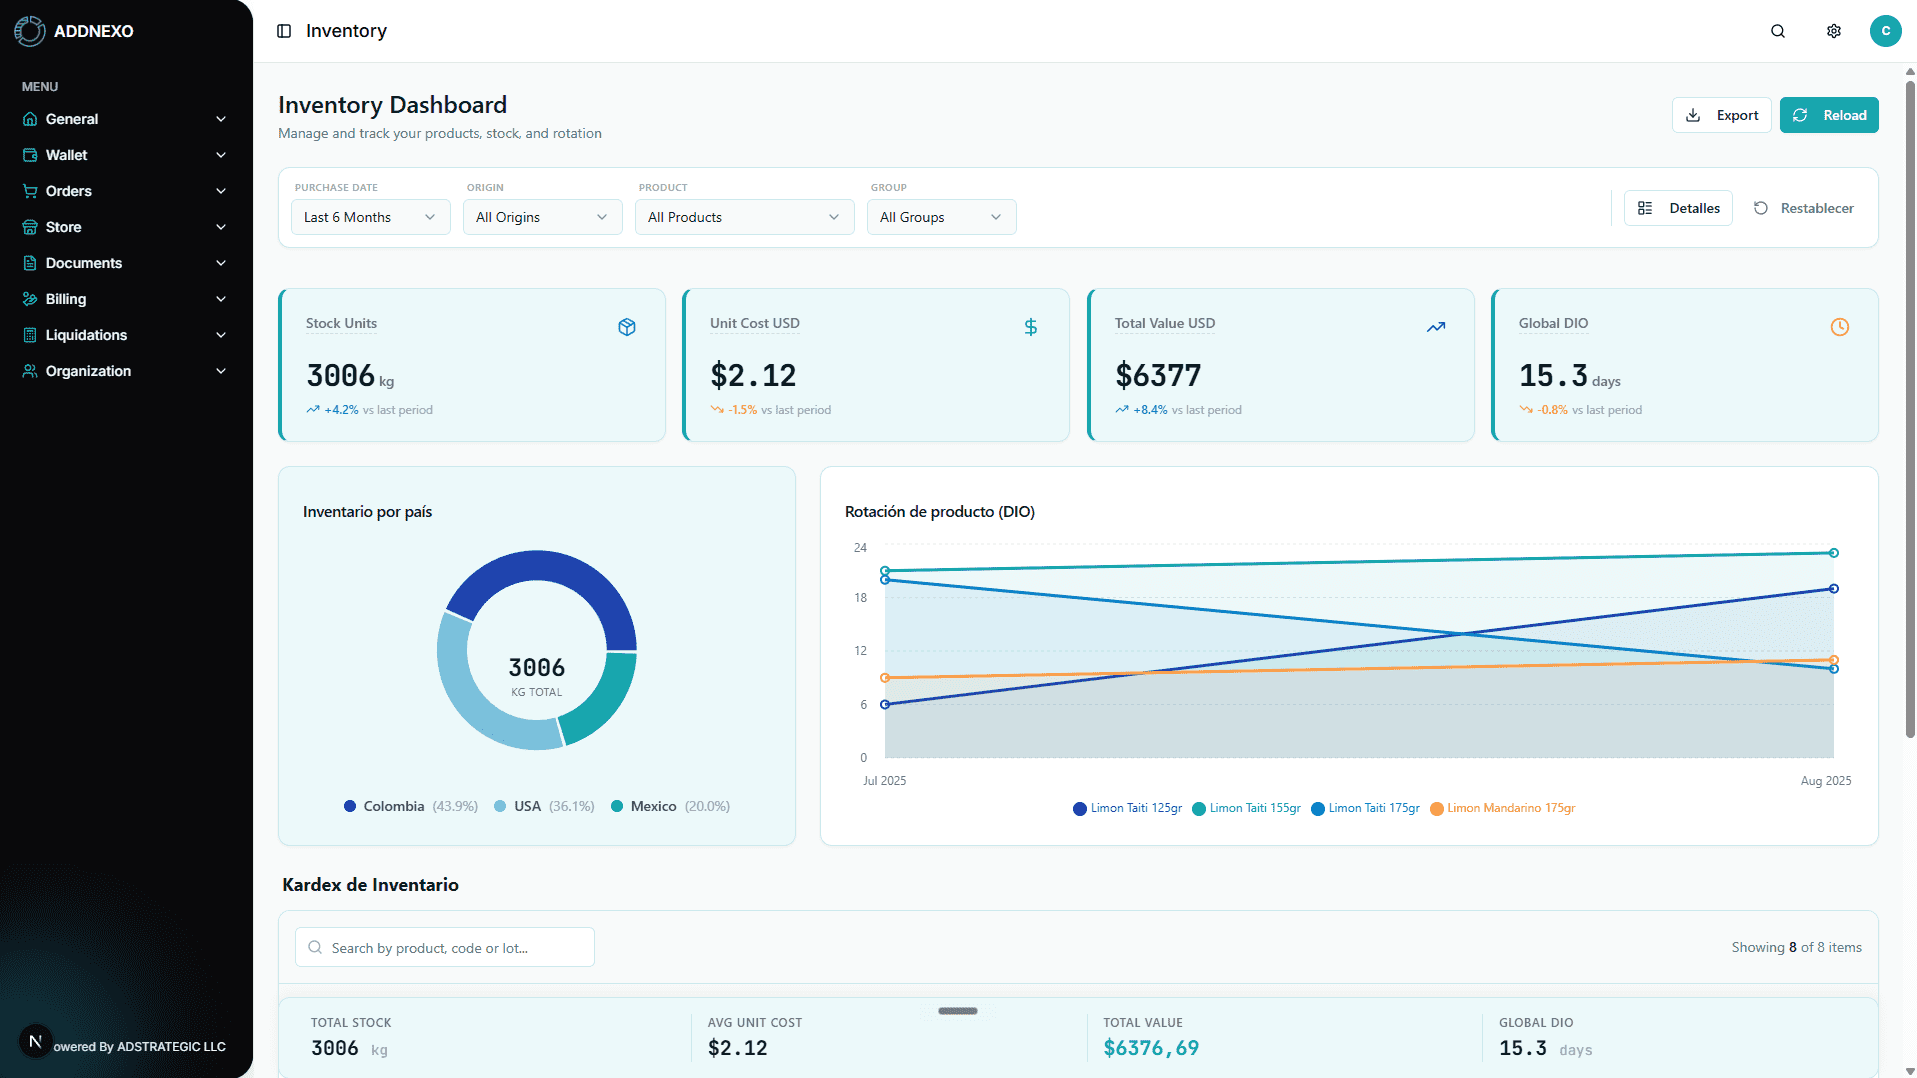 ADDNEXO
MENU
General
Wallet
Orders
Store
Documents
Billing
Liquidations
Organization
N
owered By ADSTRATEGIC LLC
Inventory
C
Inventory Dashboard
Manage and track your products, stock, and rotation
Export
Reload
PURCHASE DATE
Last 6 Months
ORIGIN
All Origins
PRODUCT
All Products
GROUP
All Groups
Detalles
Restablecer
Stock Units
3006 kg
+4.2% vs last period
Unit Cost USD
$2.12
-1.5% vs last period
Total Value USD
$6377
+8.4% vs last period
Global DIO
15.3 days
-0.8% vs last period
Inventario por país
3006
KG TOTAL
Colombia (43.9%) USA (36.1%) Mexico (20.0%)
Rotación de producto (DIO)
24
18
12
6
0
Jul 2025 Aug 2025
Limon Taiti 125gr Limon Taiti 155gr Limon Taiti 175gr Limon Mandarino 175gr
Kardex de Inventario
Search by product, code or lot...
Showing 8 of 8 items
TOTAL STOCK
3006 kg
AVG UNIT COST
$2.12
TOTAL VALUE
$6376,69
GLOBAL DIO
15.3 days